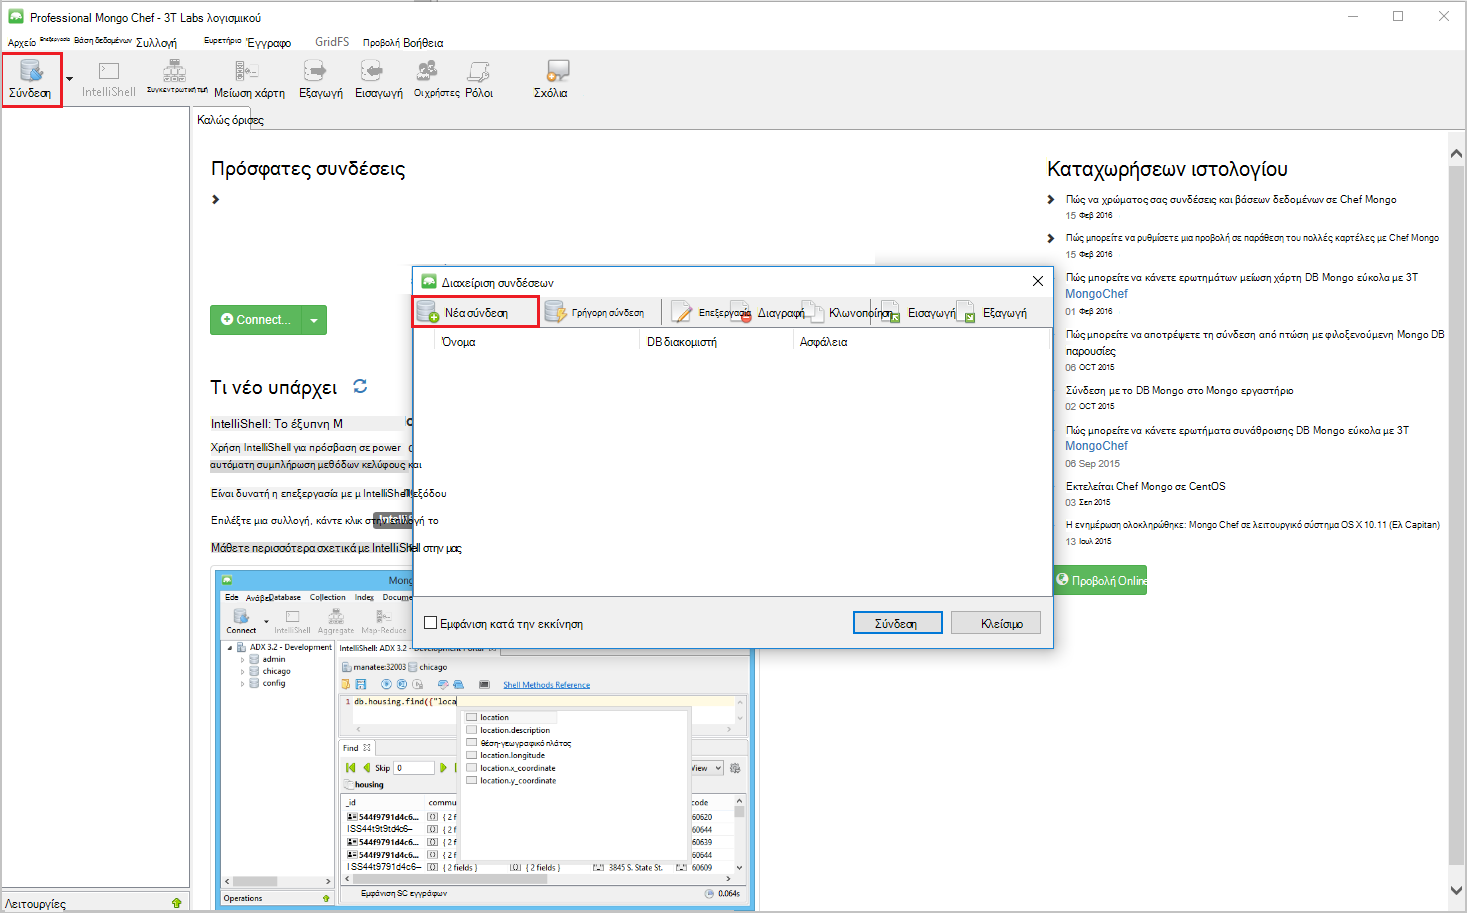 Professional Mongo Chef - 3T Labs λογισμικού
Αρχείο Επεξεργασία Βάση δεδομένων Συλλογή Ευρετήριο Έγγραφο GridFS Προβολή Βοήθεια
Σύνδεση IntelliShell Συγκεντρωτική τιμή Μείωση χάρτη Εξαγωγή Εισαγωγή Οι χρήστες Ρόλοι Σχόλια
Καλώς όρισες
Πρόσφατες συνδέσεις
Connect...
Τι νέο υπάρχει
IntelliShell: Το έξυπνη Μ
Χρήση IntelliShell για πρόσβαση σε power
αυτόματη συμπλήρωση μεθόδων κελύφους και
Είναι δυνατή η επεξεργασία με μ IntelliShell εξόδου
Επιλέξτε μια συλλογή, κάντε κλικ στην επιλογή το
Μάθετε περισσότερα σχετικά με IntelliShell στην μας
Καταχωρήσεων ιστολογίου
Πώς να χρώματος σας συνδέσεις και βάσεων δεδομένων σε Chef Mongo
15 Φεβ 2016
Πώς μπορείτε να ρυθμίσετε μια προβολή σε παράθεση του πολλές καρτέλες με Chef Mongo
15 Φεβ 2016
Πώς μπορείτε να κάνετε ερωτημάτων μείωση χάρτη DB Mongo εύκολα με 3T
MongoChef
01 Φεβ 2016
Πώς μπορείτε να αποτρέψετε τη σύνδεση από πτώση με φιλοξενούμενη Mongo DB
παρουσίες
06 OCT 2015
Σύνδεση με το DB Mongo στο Mongo εργαστήριο
02 OCT 2015
Πώς μπορείτε να κάνετε ερωτήματα συνάθροισης DB Mongo εύκολα με 3T
MongoChef
06 Sep 2015
Εκτελείται Chef Mongo σε CentOS
03 Σεπ 2015
Η ενημέρωση ολοκληρώθηκε: Mongo Chef σε λειτουργικό σύστημα OS X 10.11 (Ελ Capitan)
13 Ιουλ 2015
Προβολή Online
Διαχείριση συνδέσεων
Νέα σύνδεση Γρήγορη σύνδεση Επεξεργασία Διαγραφή Κλωνοποίηση Εισαγωγή Εξαγωγή
Όνομα DB διακομιστή Ασφάλεια
Εμφάνιση κατά την εκκίνηση Σύνδεση Κλείσιμο
Mong
Ede Ανάβει Database Collection Index Docume
Connect IntelliShell Aggregate Map-Reduce
ADX 3.2 - Development
admin
chicago
config
IntelliShell: ADX 3.2 - Development
manatee:32003 chicago
Shell Methods Reference
1 db.housing.find({"loca
location
location.description
θέση-γεωγραφικό πλάτος
location.longitude
location.x_coordinate
location.y_coordinate
Find
Skip 0 View
housing
_id commu code
544f9791d4c6... { 2 f 60620
ISS44t9t9td4c6– { 2 f 60644
544f9791d4c6... { 2 f 60639
544f9791d4c6... { 2 f 60644
ISS44t9791d4c6– { 2 fields } { 2 fields } 3845 S. State St. 60609
Εμφάνιση SC εγγράφων 0.064s
Operations
Λειτουργίες